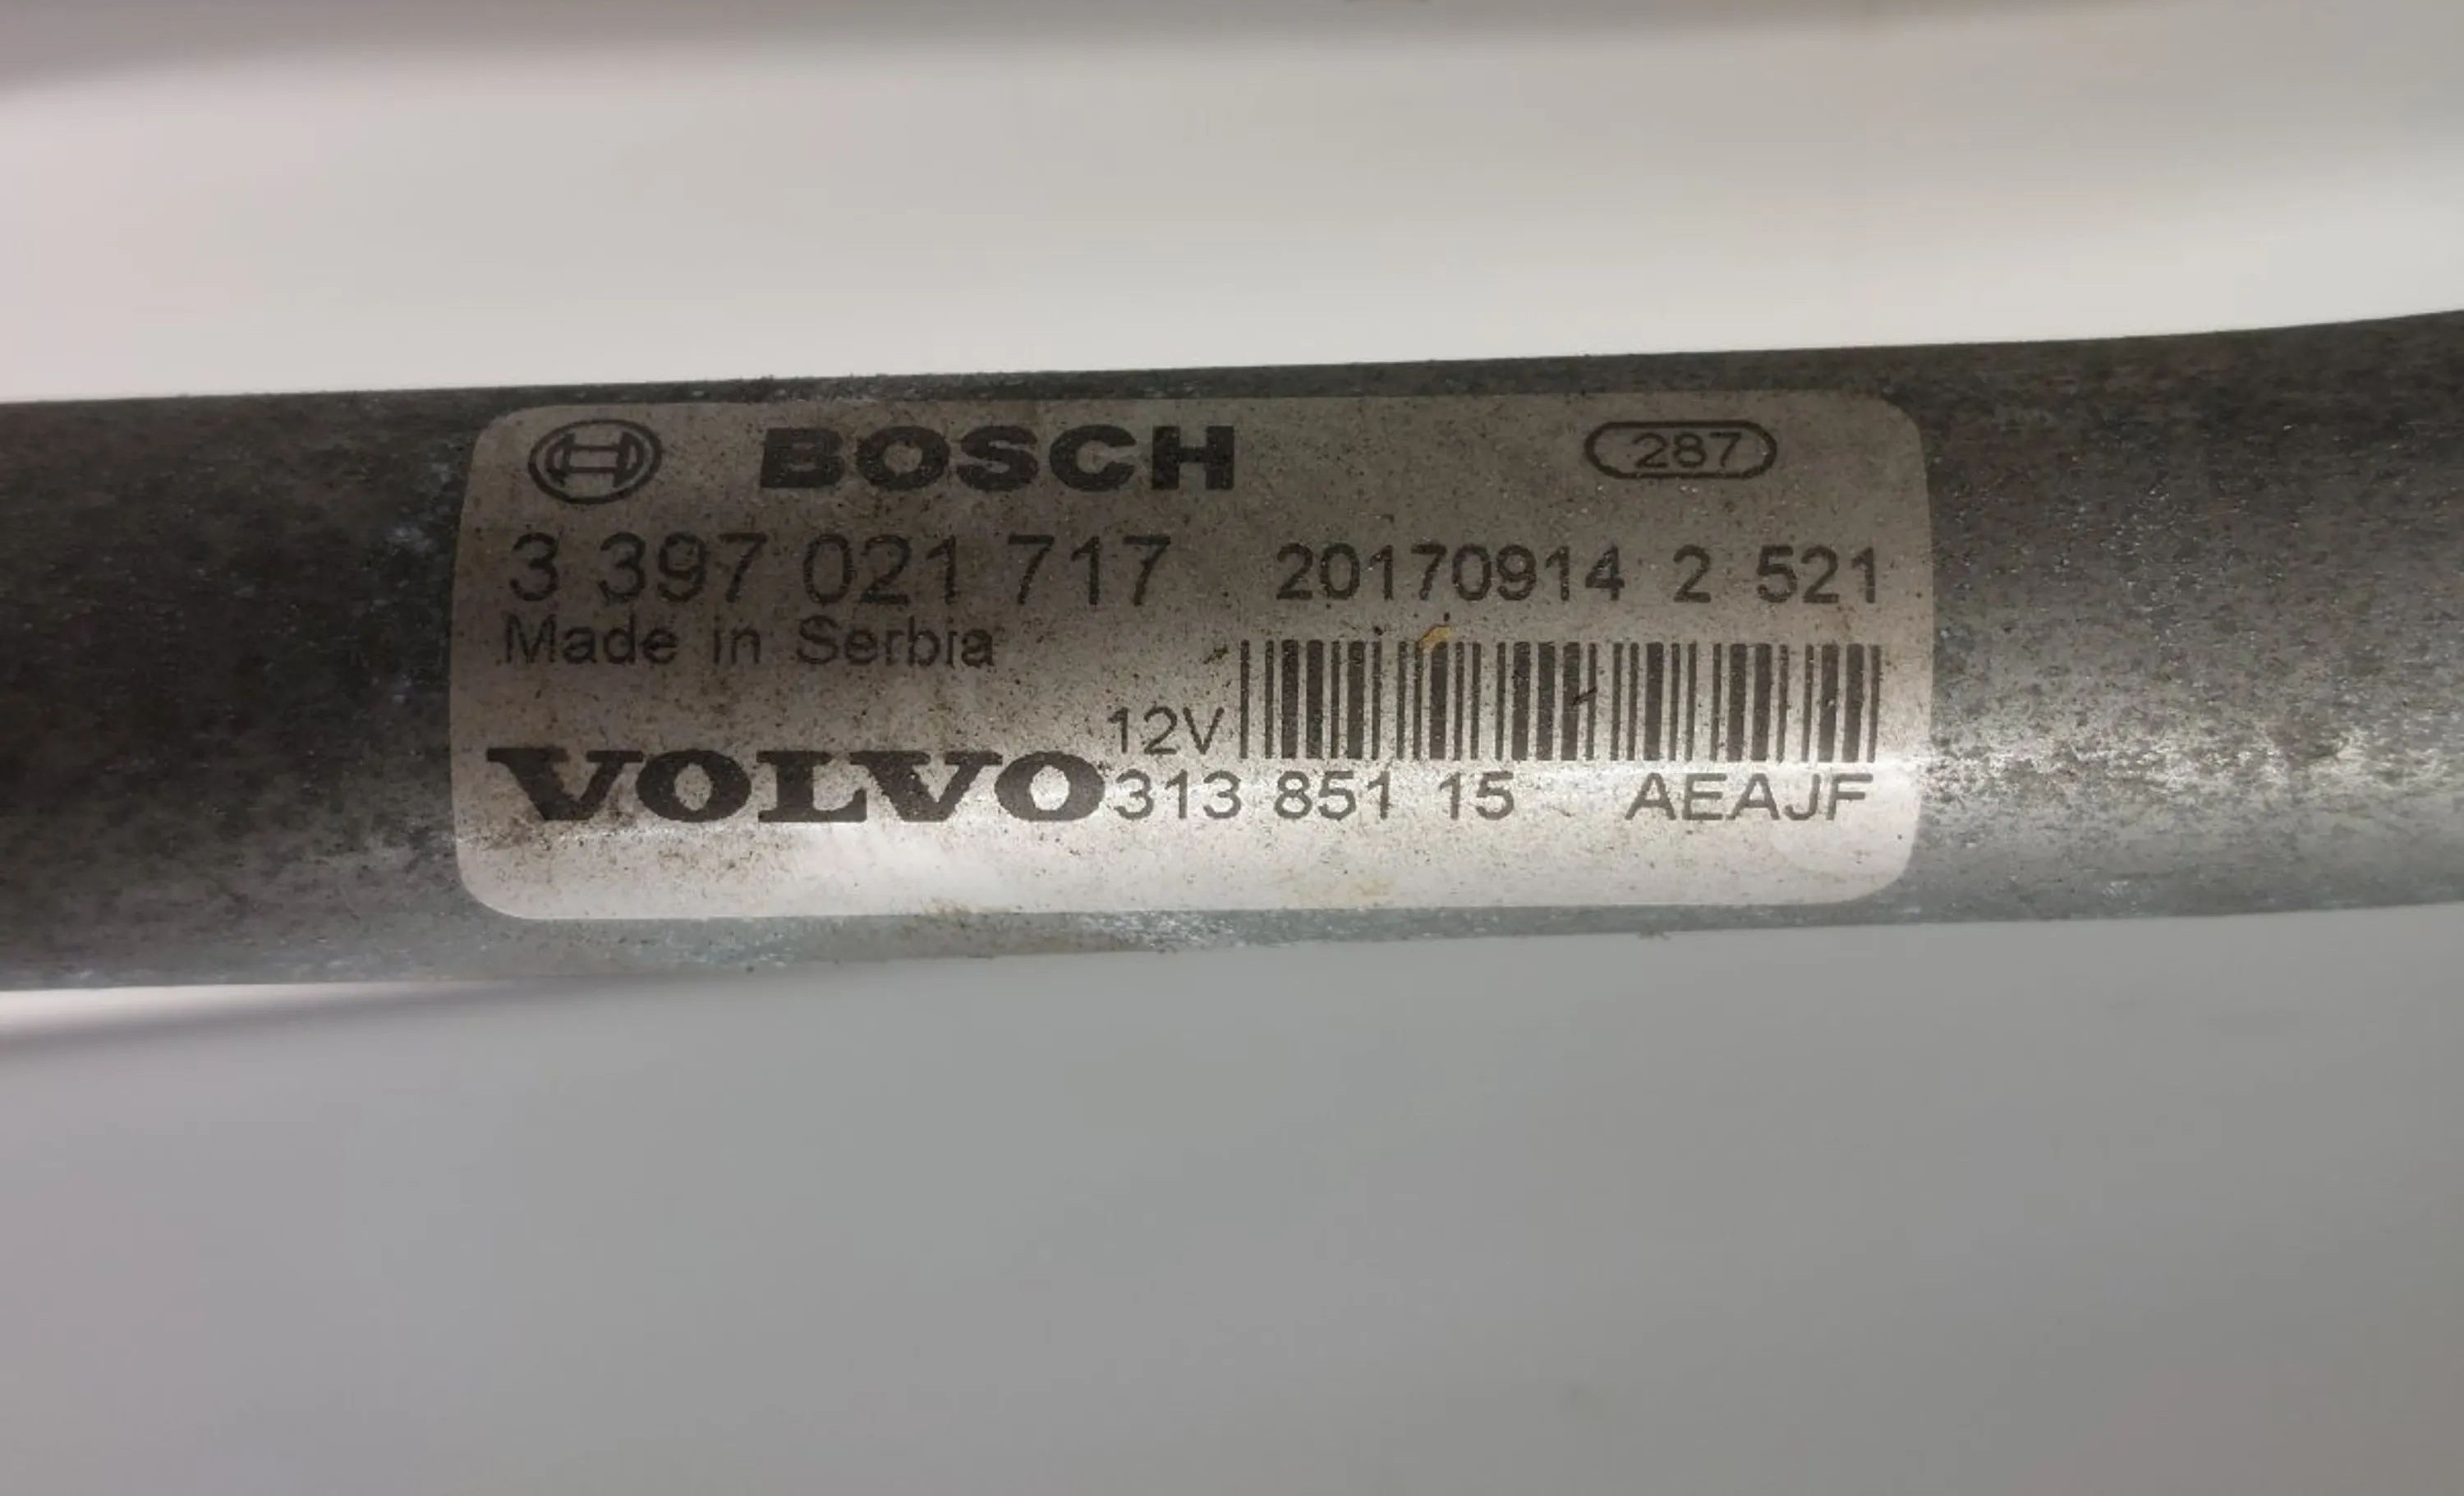 BOSCH 287
3 397 021 717 20170914 2 521
Made in Serbia
12V
VOLVO 313 851 15 AEAJF